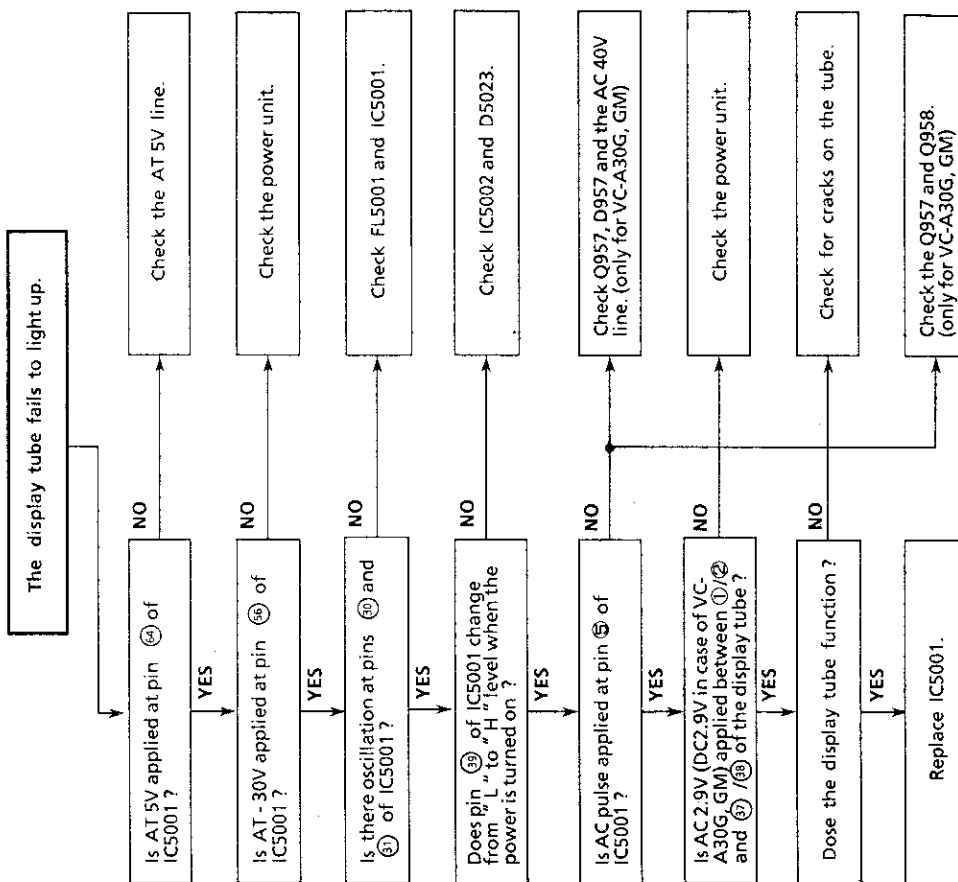 The display tube fails to light up.
Is AT 5V applied at pin 64 of
IC5001 ?
NO
Check the AT 5V line.
YES
Is AT - 30V applied at pin 56 of
IC5001 ?
NO
Check the power unit.
YES
Is there oscillation at pins 30 and
31 of IC5001 ?
NO
Check FL5001 and IC5001.
YES
Does pin 39 of IC5001 change
from " L " to " H " level when the
power is turned on ?
NO
Check IC5002 and D5023.
YES
Is AC pulse applied at pin 5 of
IC5001 ?
NO
Check Q957, D957 and the AC 40V
line. (only for VC-A30G, GM)
YES
Is AC 2.9V (DC2.9V in case of VC-
A30G, GM) applied between ①/②
and 37 / 38 of the display tube ?
NO
Check the power unit.
YES
Dose the display tube function ?
NO
Check for cracks on the tube.
YES
Replace IC5001.
Check the Q957 and Q958.
(only for VC-A30G, GM)